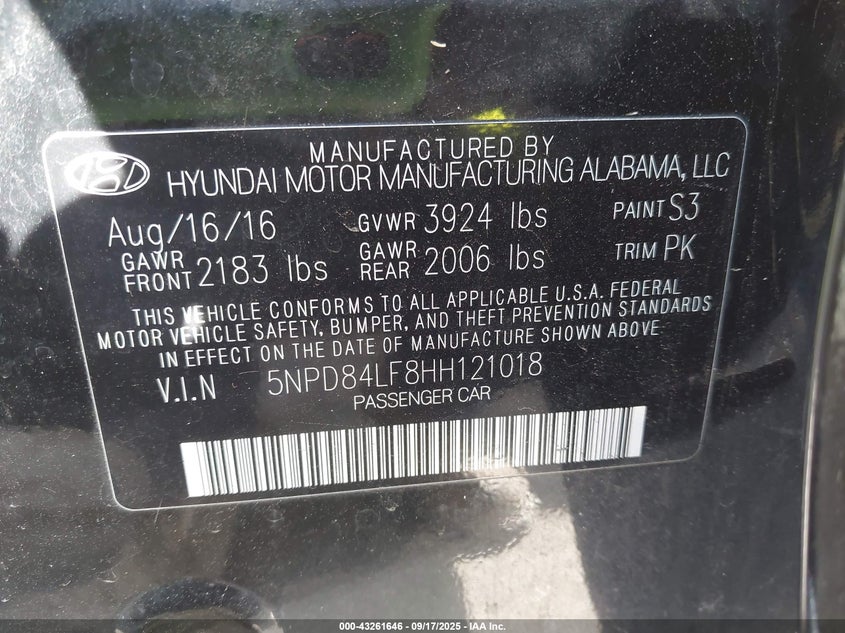 MANUFACTURED BY
HYUNDAI MOTOR MANUFACTURING ALABAMA, LLC
Aug/16/16 GVWR 3924 lbs PAINT S3
GAWR FRONT 2183 lbs GAWR REAR 2006 lbs TRIM PK
THIS VEHICLE CONFORMS TO ALL APPLICABLE U.S.A. FEDERAL
MOTOR VEHICLE SAFETY, BUMPER, AND THEFT PREVENTION STANDARDS
IN EFFECT ON THE DATE OF MANUFACTURE SHOWN ABOVE
V.I.N 5NPD84LF8HH121018
PASSENGER CAR
000-43261646 - 09/17/2025 - IAA Inc.